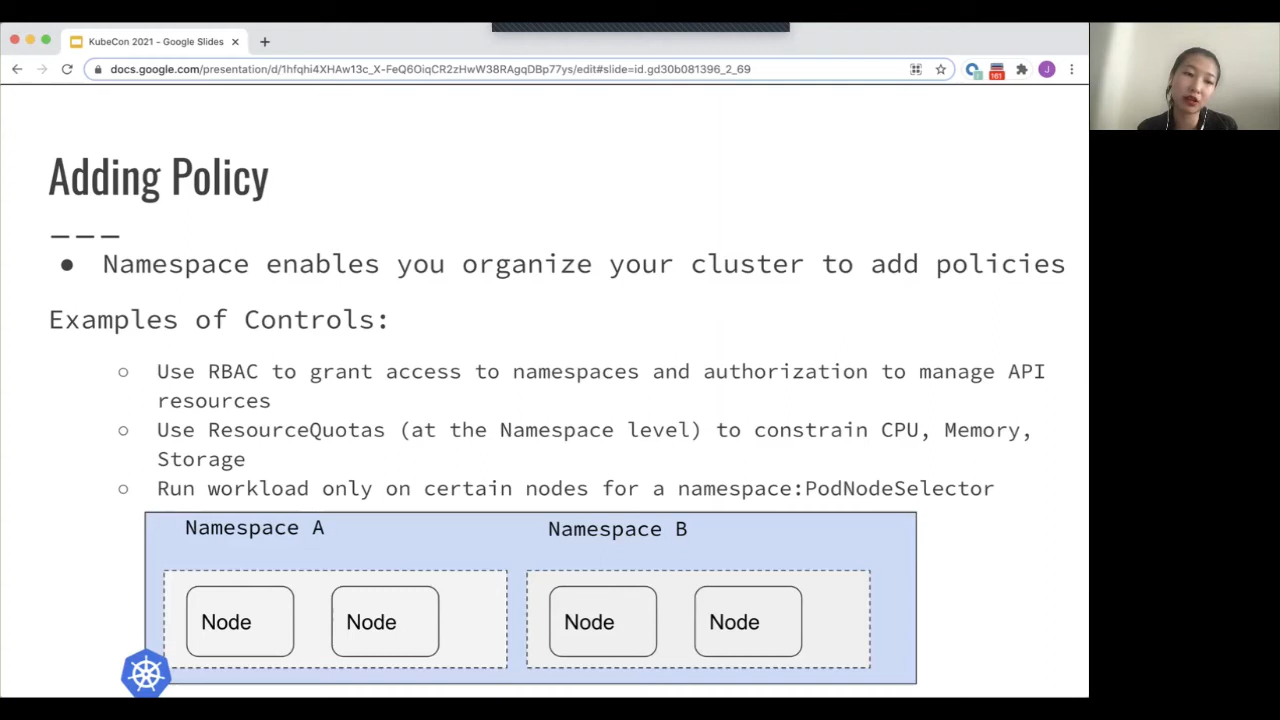 KubeCon 2021 - Google Slides
docs.google.com/presentation/d/1hfqhi4XHAw13c_X-FeQ6OiqCR2zHwW38RAgqDBp77ys/edit#slide=id.gd30b081396_2_69
161
J
Adding Policy
● Namespace enables you organize your cluster to add policies
Examples of Controls:
○ Use RBAC to grant access to namespaces and authorization to manage API
resources
○ Use ResourceQuotas (at the Namespace level) to constrain CPU, Memory,
Storage
○ Run workload only on certain nodes for a namespace:PodNodeSelector
Namespace A Namespace B
Node Node Node Node